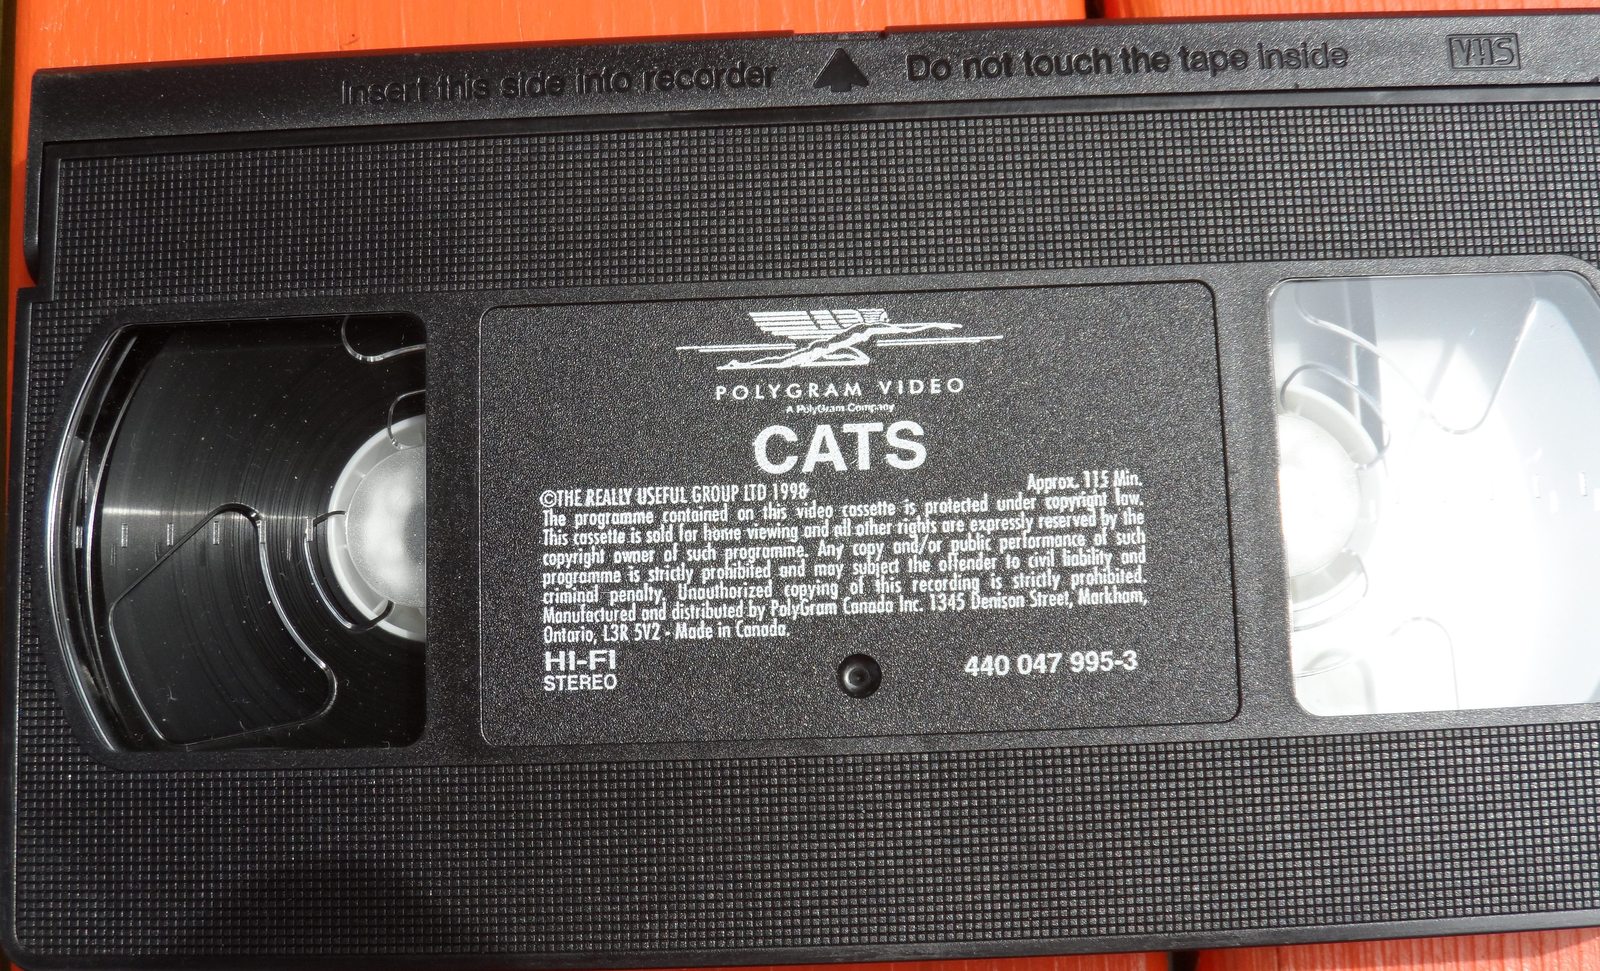 Insert this side into recorder Do not touch the tape inside VHS
POLYGRAM VIDEO
A PolyGram Company
CATS
©THE REALLY USEFUL GROUP LTD 1998 Approx. 115 Min.
The programme contained on this video cassette is protected under copyright law.
This cassette is sold for home viewing and all other rights are expressly reserved by the
copyright owner of such programme. Any copy and/or public performance of such
programme is strictly prohibited and may subject the offender to civil liability and
criminal penalty. Unauthorized copying of this recording is strictly prohibited.
Manufactured and distributed by PolyGram Canada Inc. 1345 Denison Street, Markham,
Ontario, L3R 5V2 - Made in Canada.
HI-FI 440 047 995-3
STEREO